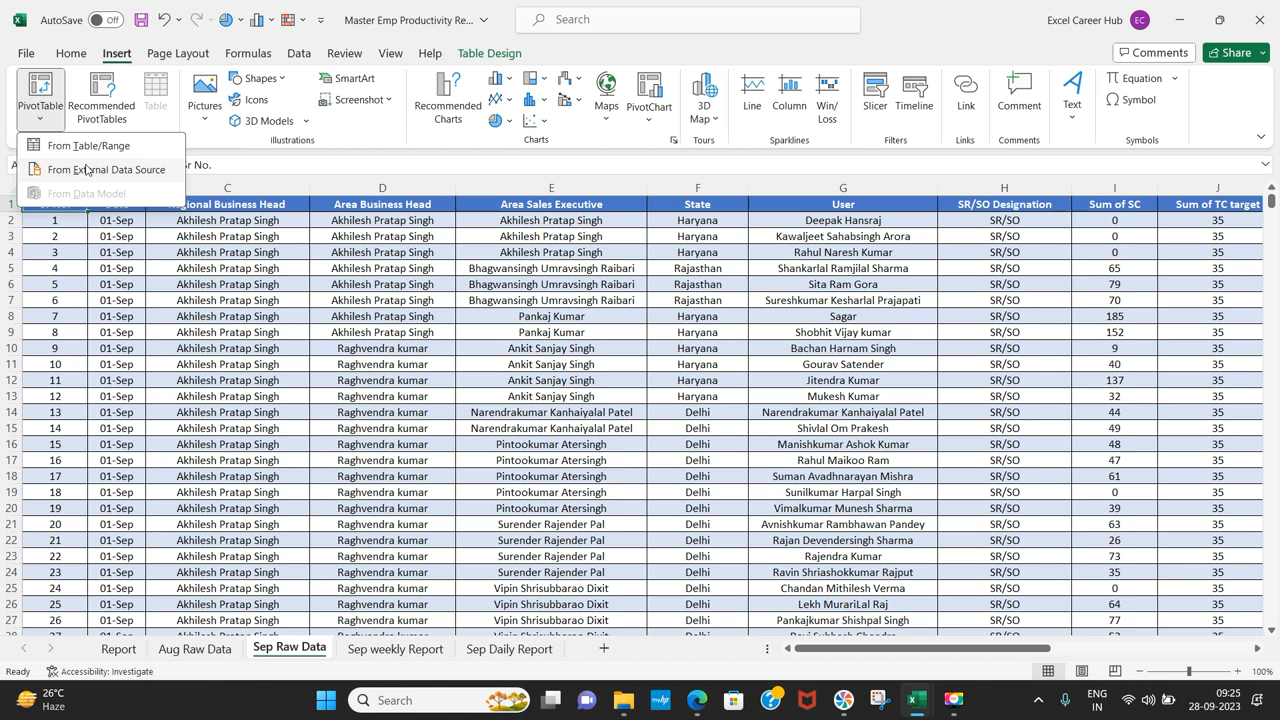 AutoSave Off Master Emp Productivity Re... Search Excel Career Hub EC
File Home Insert Page Layout Formulas Data Review View Help Table Design Comments Share
PivotTable Recommended PivotTables Table Pictures Shapes Icons 3D Models SmartArt Screenshot Recommended Charts Maps PivotChart 3D Map Line Column Win/Loss Slicer Timeline Link Comment Text Equation Symbol
Illustrations Charts Tours Sparklines Filters Links Comments Symbols
From Table/Range
From External Data Source
From Data Model
Sr No.
C D E F G H I J
1 Regional Business Head Area Business Head Area Sales Executive State User SR/SO Designation Sum of SC Sum of TC target
2 1 01-Sep Akhilesh Pratap Singh Akhilesh Pratap Singh Akhilesh Pratap Singh Haryana Deepak Hansraj SR/SO 0 35
3 2 01-Sep Akhilesh Pratap Singh Akhilesh Pratap Singh Akhilesh Pratap Singh Haryana Kawaljeet Sahabsingh Arora SR/SO 0 35
4 3 01-Sep Akhilesh Pratap Singh Akhilesh Pratap Singh Akhilesh Pratap Singh Haryana Rahul Naresh Kumar SR/SO 0 35
5 4 01-Sep Akhilesh Pratap Singh Akhilesh Pratap Singh Bhagwansingh Umravsingh Raibari Rajasthan Shankarlal Ramjilal Sharma SR/SO 65 35
6 5 01-Sep Akhilesh Pratap Singh Akhilesh Pratap Singh Bhagwansingh Umravsingh Raibari Rajasthan Sita Ram Gora SR/SO 79 35
7 6 01-Sep Akhilesh Pratap Singh Akhilesh Pratap Singh Bhagwansingh Umravsingh Raibari Rajasthan Sureshkumar Kesharlal Prajapati SR/SO 70 35
8 7 01-Sep Akhilesh Pratap Singh Akhilesh Pratap Singh Pankaj Kumar Haryana Sagar SR/SO 185 35
9 8 01-Sep Akhilesh Pratap Singh Akhilesh Pratap Singh Pankaj Kumar Haryana Shobhit Vijay kumar SR/SO 152 35
10 9 01-Sep Akhilesh Pratap Singh Raghvendra kumar Ankit Sanjay Singh Haryana Bachan Harnam Singh SR/SO 9 35
11 10 01-Sep Akhilesh Pratap Singh Raghvendra kumar Ankit Sanjay Singh Haryana Gourav Satender SR/SO 40 35
12 11 01-Sep Akhilesh Pratap Singh Raghvendra kumar Ankit Sanjay Singh Haryana Jitendra Kumar SR/SO 137 35
13 12 01-Sep Akhilesh Pratap Singh Raghvendra kumar Ankit Sanjay Singh Haryana Mukesh Kumar SR/SO 32 35
14 13 01-Sep Akhilesh Pratap Singh Raghvendra kumar Narendrakumar Kanhaiyalal Patel Delhi Narendrakumar Kanhaiyalal Patel SR/SO 44 35
15 14 01-Sep Akhilesh Pratap Singh Raghvendra kumar Narendrakumar Kanhaiyalal Patel Delhi Shivlal Om Prakesh SR/SO 49 35
16 15 01-Sep Akhilesh Pratap Singh Raghvendra kumar Pintookumar Atersingh Delhi Manishkumar Ashok Kumar SR/SO 48 35
17 16 01-Sep Akhilesh Pratap Singh Raghvendra kumar Pintookumar Atersingh Delhi Rahul Maikoo Ram SR/SO 47 35
18 17 01-Sep Akhilesh Pratap Singh Raghvendra kumar Pintookumar Atersingh Delhi Suman Avadhnarayan Mishra SR/SO 61 35
19 18 01-Sep Akhilesh Pratap Singh Raghvendra kumar Pintookumar Atersingh Delhi Sunilkumar Harpal Singh SR/SO 0 35
20 19 01-Sep Akhilesh Pratap Singh Raghvendra kumar Pintookumar Atersingh Delhi Vimalkumar Munesh Sharma SR/SO 39 35
21 20 01-Sep Akhilesh Pratap Singh Raghvendra kumar Surender Rajender Pal Delhi Avnishkumar Rambhawan Pandey SR/SO 63 35
22 21 01-Sep Akhilesh Pratap Singh Raghvendra kumar Surender Rajender Pal Delhi Rajan Devendrsingh Sharma SR/SO 26 35
23 22 01-Sep Akhilesh Pratap Singh Raghvendra kumar Surender Rajender Pal Delhi Rajendra Kumar SR/SO 73 35
24 23 01-Sep Akhilesh Pratap Singh Raghvendra kumar Surender Rajender Pal Delhi Ravin Shriashokkumar Rajput SR/SO 35 35
25 24 01-Sep Akhilesh Pratap Singh Raghvendra kumar Vipin Shrisubbarao Dixit Delhi Chandan Mithilesh Verma SR/SO 0 35
26 25 01-Sep Akhilesh Pratap Singh Raghvendra kumar Vipin Shrisubbarao Dixit Delhi Lekh MurariLal Raj SR/SO 64 35
27 26 01-Sep Akhilesh Pratap Singh Raghvendra kumar Vipin Shrisubbarao Dixit Delhi Pankajkumar Shishpal Singh SR/SO 77 35
Report Aug Raw Data Sep Raw Data Sep weekly Report Sep Daily Report
Ready Accessibility: Investigate 100%
26°C Haze Search ENG IN 09:25 28-09-2023